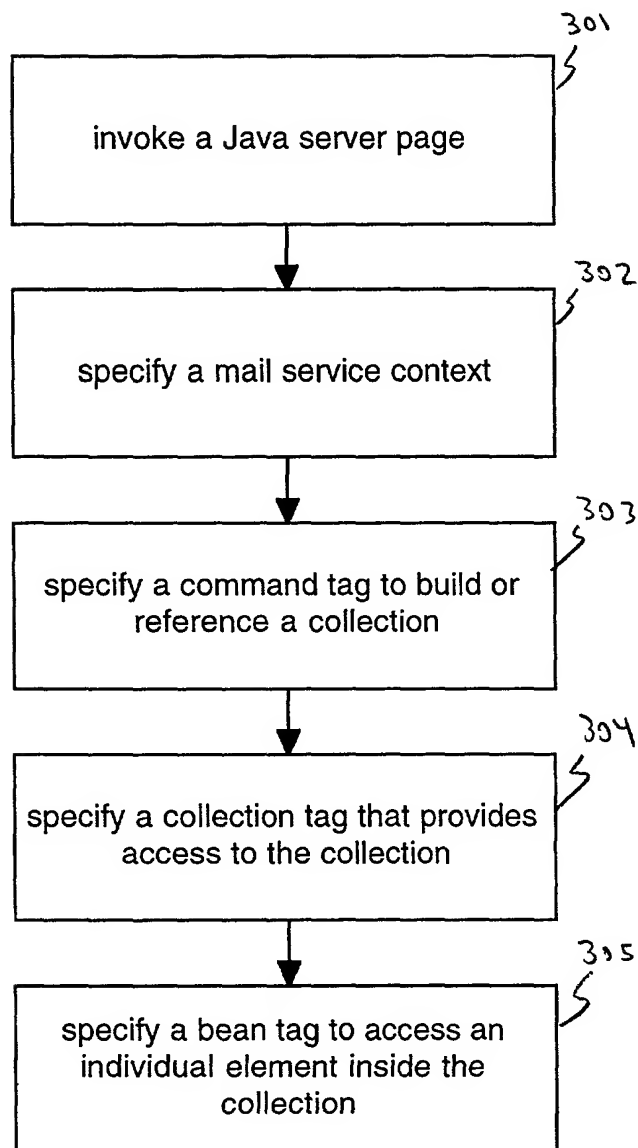 301
invoke a Java server page
302
specify a mail service context
303
specify a command tag to build or
reference a collection
304
specify a collection tag that provides
access to the collection
305
specify a bean tag to access an
individual element inside the
collection